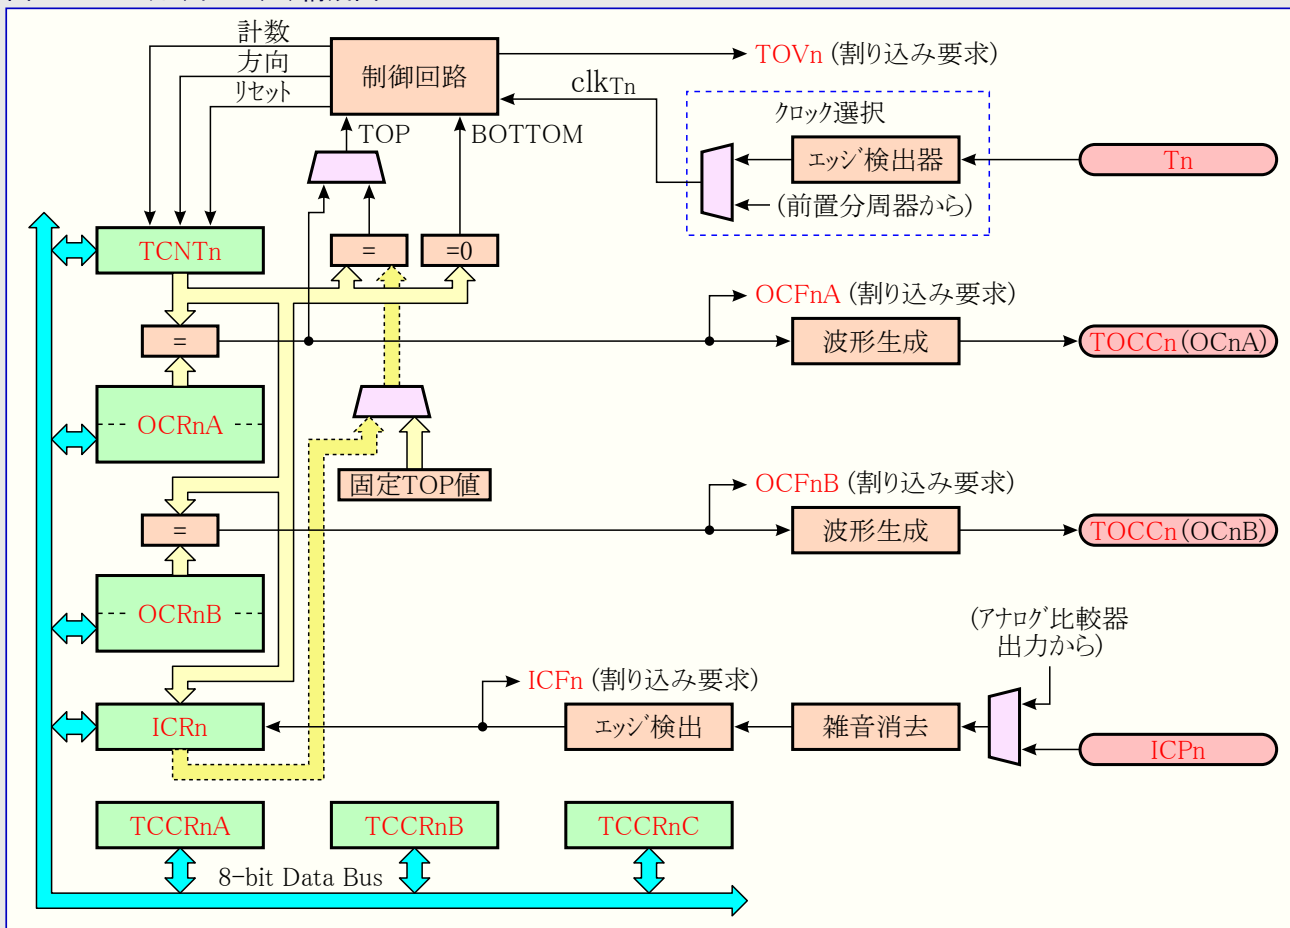 計数
方向
リセット
制御回路
TOVn (割り込み要求)
clkTn
TOP
BOTTOM
クロック選択
エッジ検出器
Tn
(前置分周器から)
TCNTn
=
=0
OCFnA (割り込み要求)
=
波形生成
TOCCn(OCnA)
OCRnA
固定TOP値
OCFnB (割り込み要求)
=
波形生成
TOCCn(OCnB)
OCRnB
(アナログ比較器
出力から)
ICFn (割り込み要求)
ICRn
エッジ検出
雑音消去
ICPn
TCCRnA
TCCRnB
TCCRnC
8-bit Data Bus